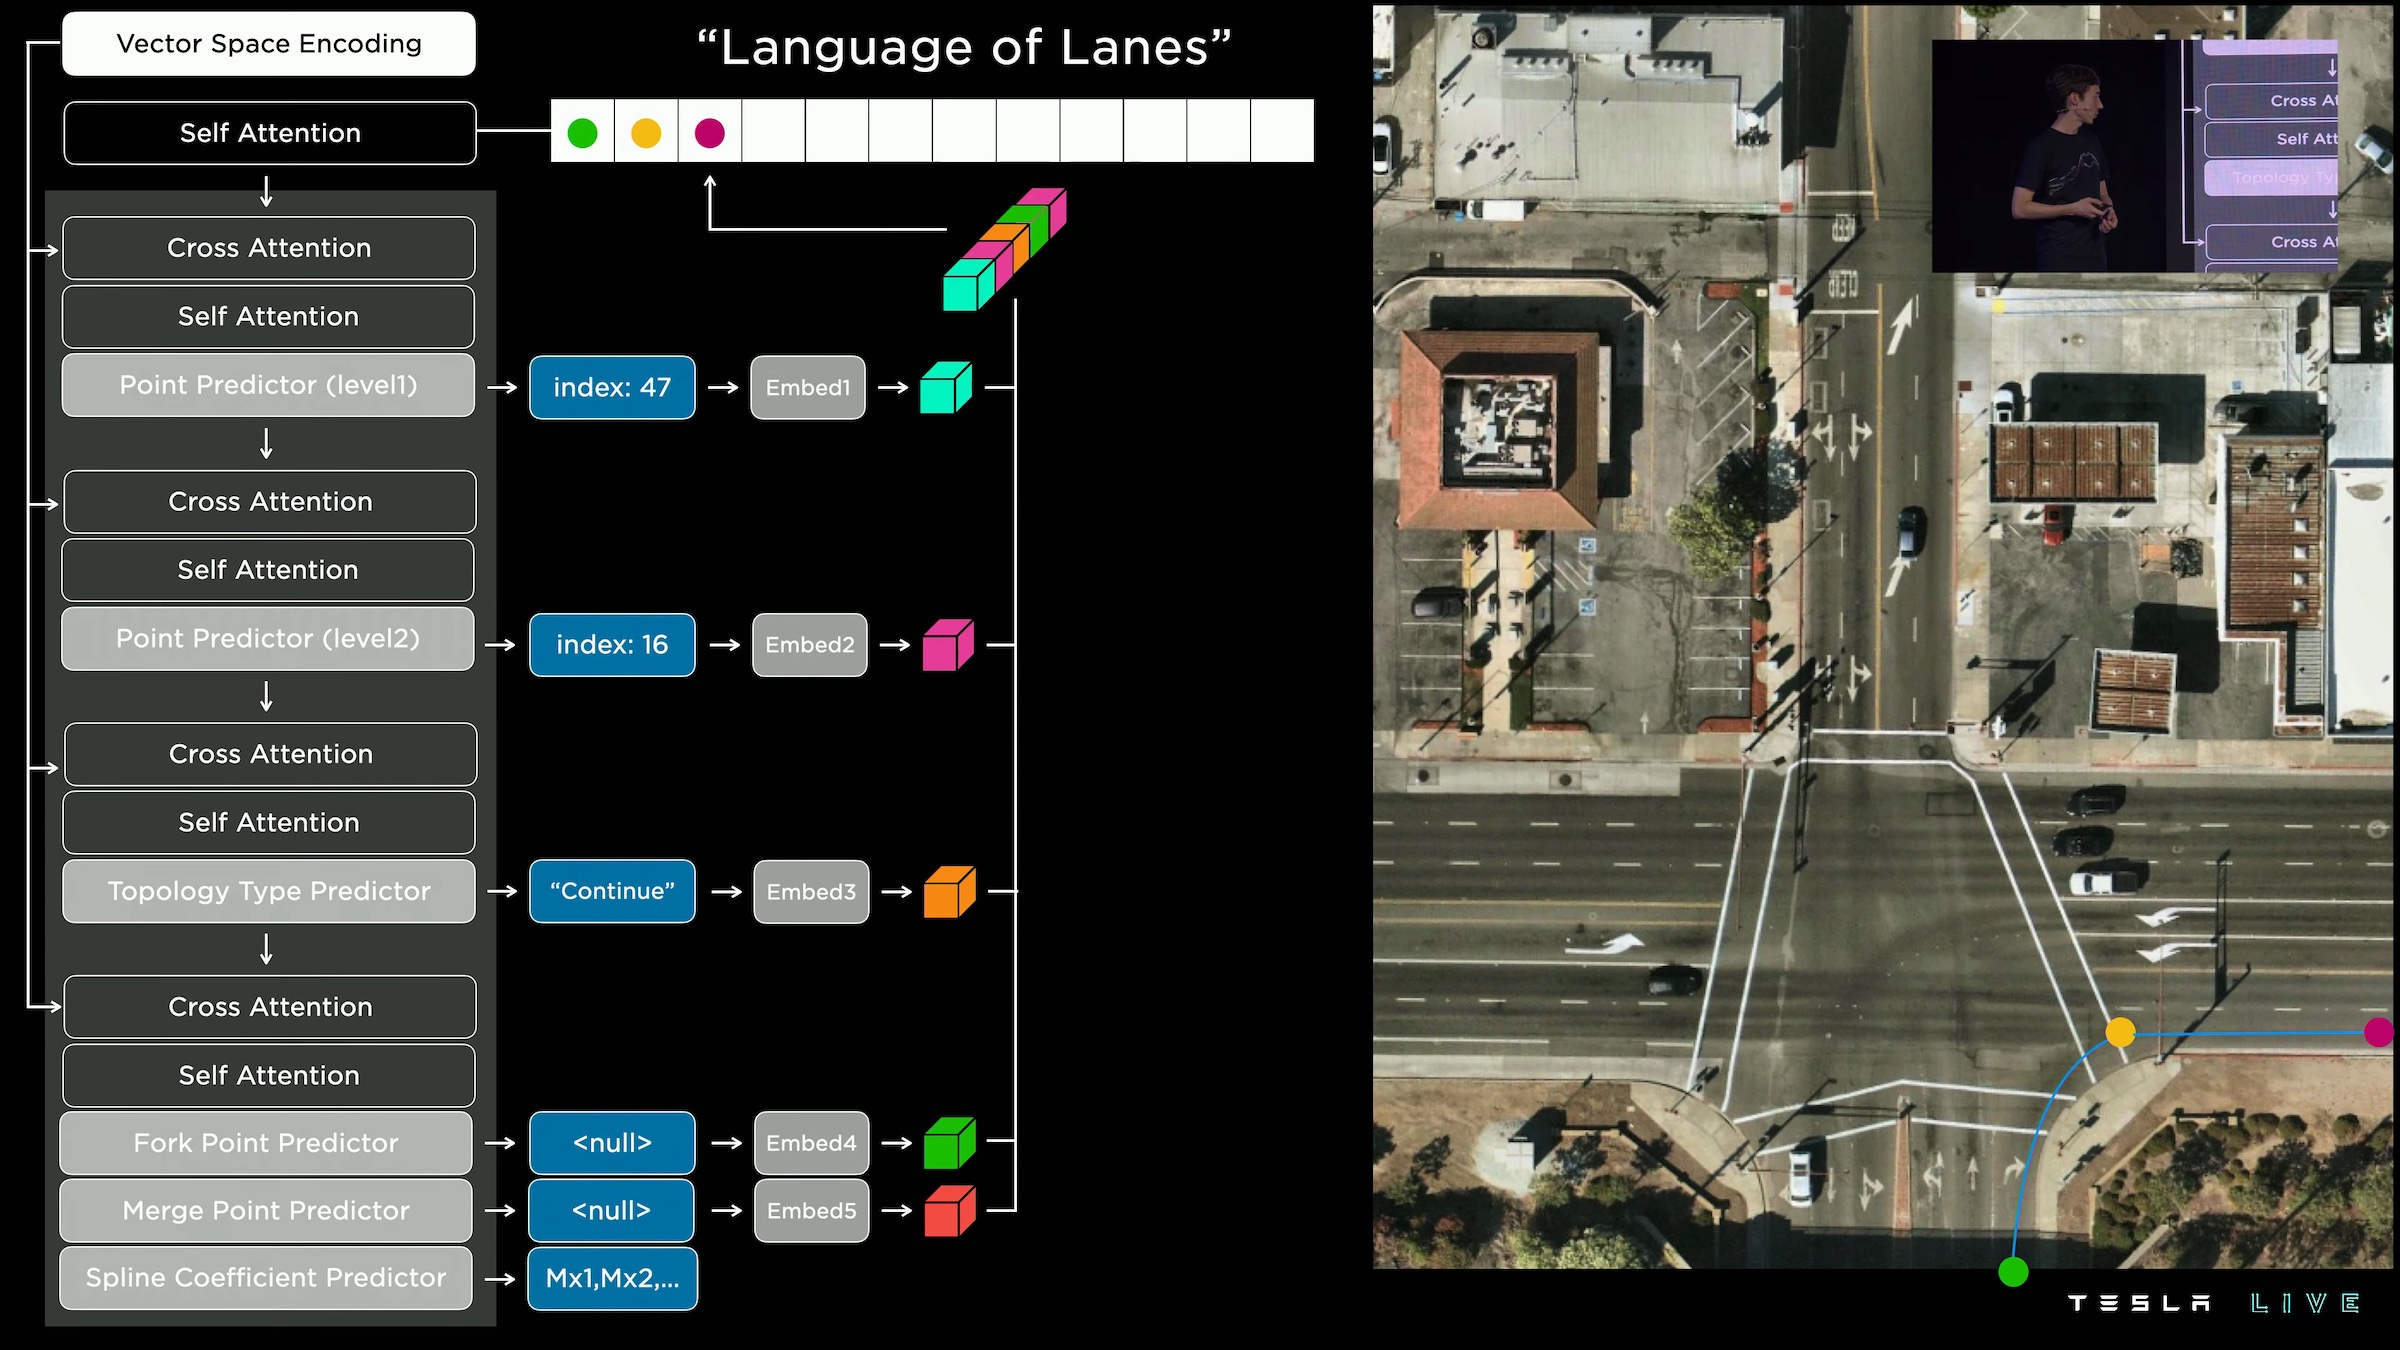 Vector Space Encoding
“Language of Lanes”
Self Attention
Cross Attention
Self Attention
Point Predictor (level1)
index: 47
Embed1
Cross Attention
Self Attention
Point Predictor (level2)
index: 16
Embed2
Cross Attention
Self Attention
Topology Type Predictor
“Continue”
Embed3
Cross Attention
Self Attention
Fork Point Predictor
<null>
Embed4
Merge Point Predictor
<null>
Embed5
Spline Coefficient Predictor
Mx1,Mx2,...
Cross At
Self Att
Topology Ty
Cross At
KEEP
CLEAR
TESLA LIVE